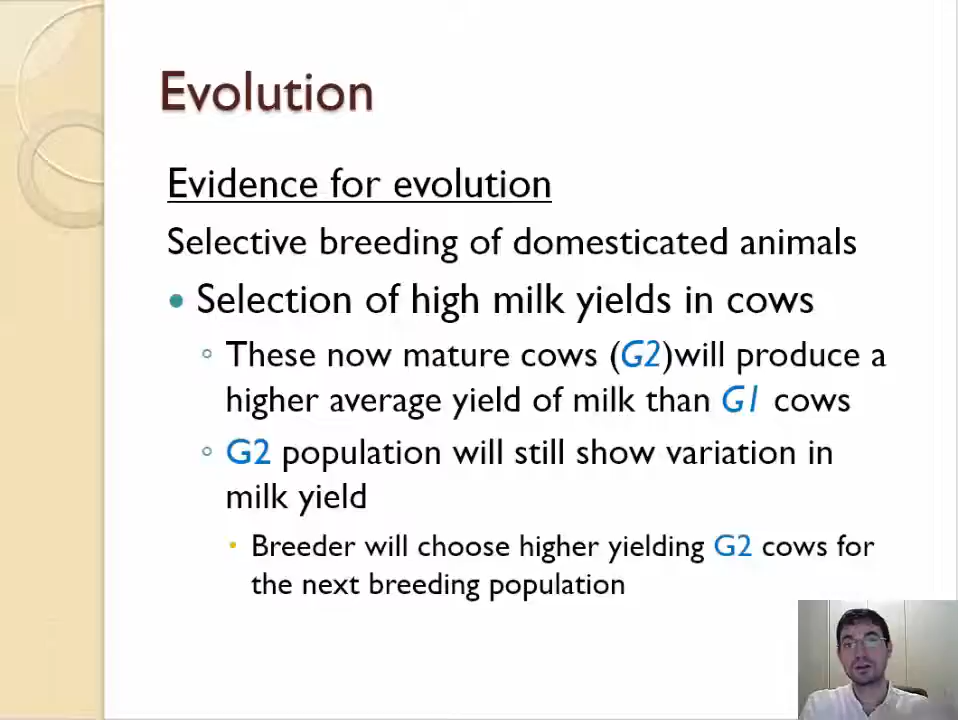 Evolution
Evidence for evolution
Selective breeding of domesticated animals
Selection of high milk yields in cows
These now mature cows (G2)will produce a
higher average yield of milk than G1 cows
G2 population will still show variation in
milk yield
Breeder will choose higher yielding G2 cows for
the next breeding population